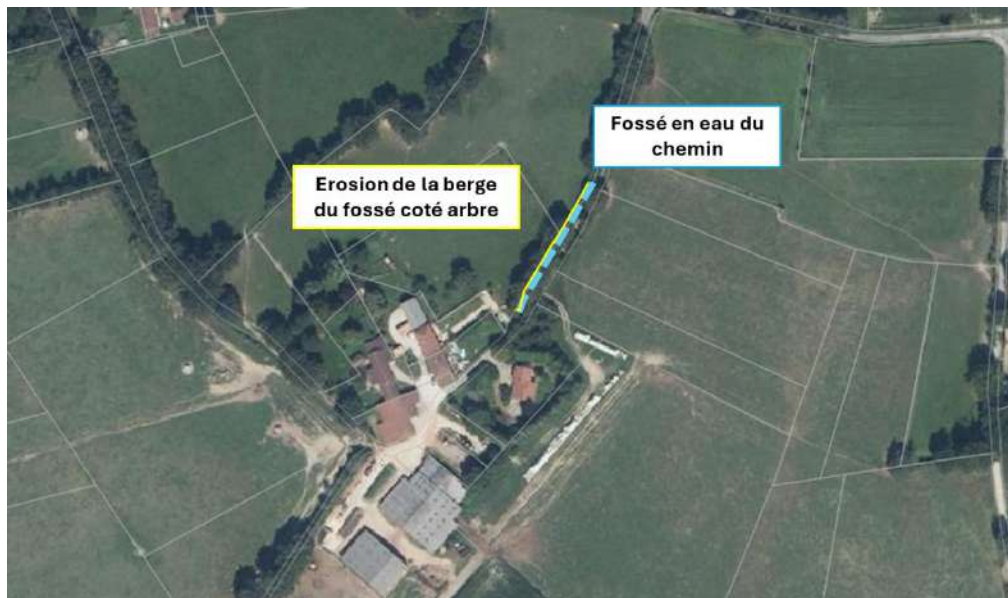 Fossé en eau du
chemin
Erosion de la berge
du fossé coté arbre